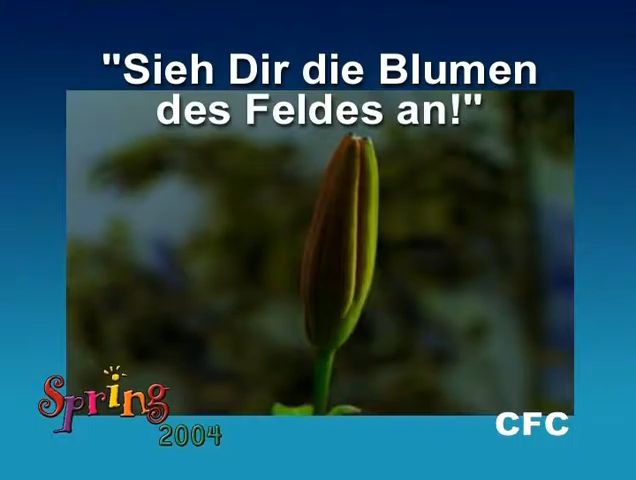 "Sieh Dir die Blumen
des Feldes an!"
Spring
2004
CFC